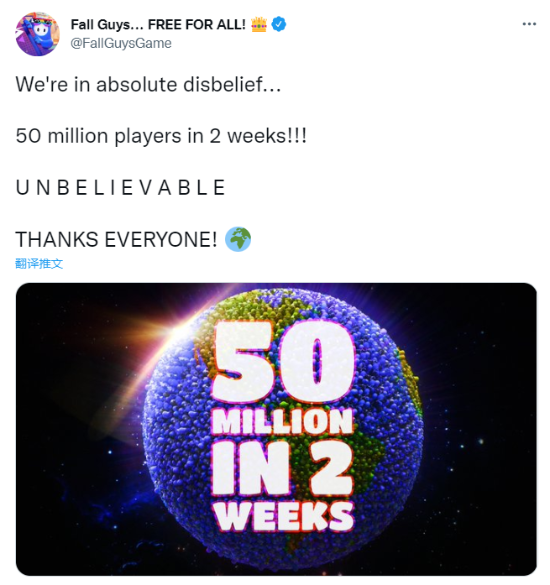 Fall Guys... FREE FOR ALL! 👑
@FallGuysGame
We're in absolute disbelief...
50 million players in 2 weeks!!!
U N B E L I E V A B L E
THANKS EVERYONE! 🌍
翻译推文
50
MILLION
IN 2
WEEKS